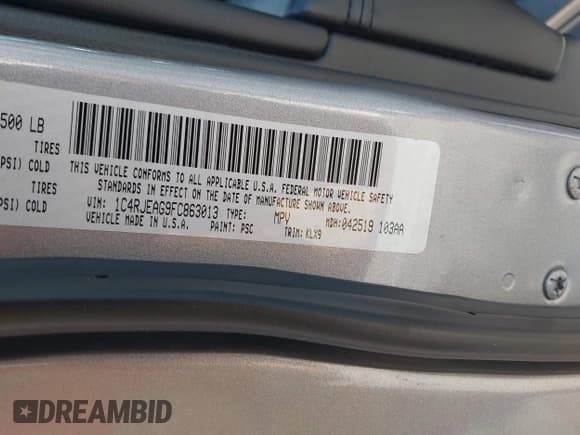 500 LB
TIRES
PSI) COLD
TIRES
PSI) COLD
THIS VEHICLE CONFORMS TO ALL APPLICABLE U.S.A. FEDERAL MOTOR VEHICLE SAFETY
STANDARDS IN EFFECT ON THE DATE OF MANUFACTURE SHOWN ABOVE.
VIN: 1C4RJEAG9FC863013 TYPE: MPV MDH:042519 103AA
VEHICLE MADE IN U.S.A. PAINT: PSC TRIM: KLX9
DREAMBID